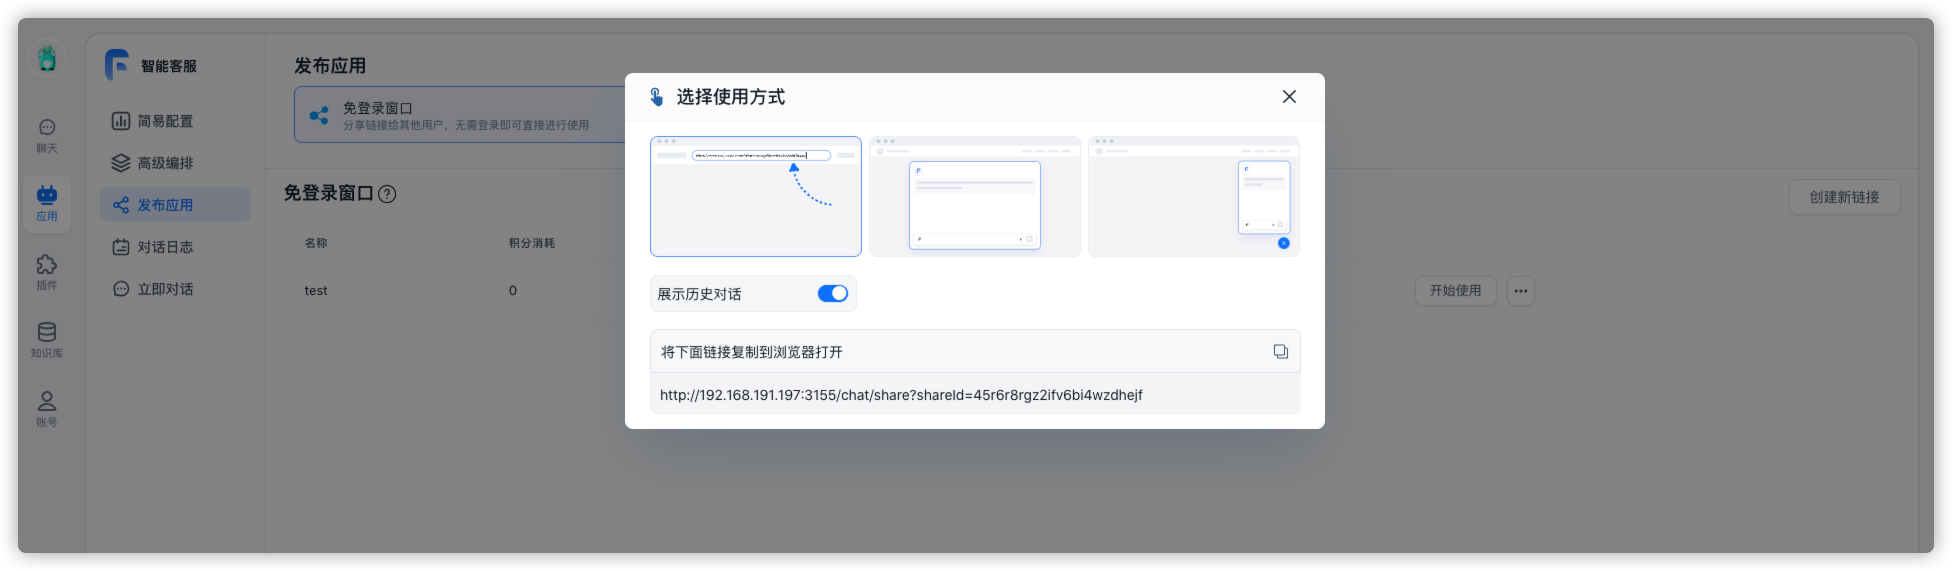 智能客服
聊天
应用
插件
知识库
账号
简易配置
高级编排
发布应用
对话日志
立即对话
发布应用
免登录窗口
分享链接给其他用户，无需登录即可直接进行使用
免登录窗口
创建新链接
名称
积分消耗
test
0
开始使用
选择使用方式
展示历史对话
将下面链接复制到浏览器打开
http://192.168.191.197:3155/chat/share?shareId=45r6r8rgz2ifv6bi4wzdhejf